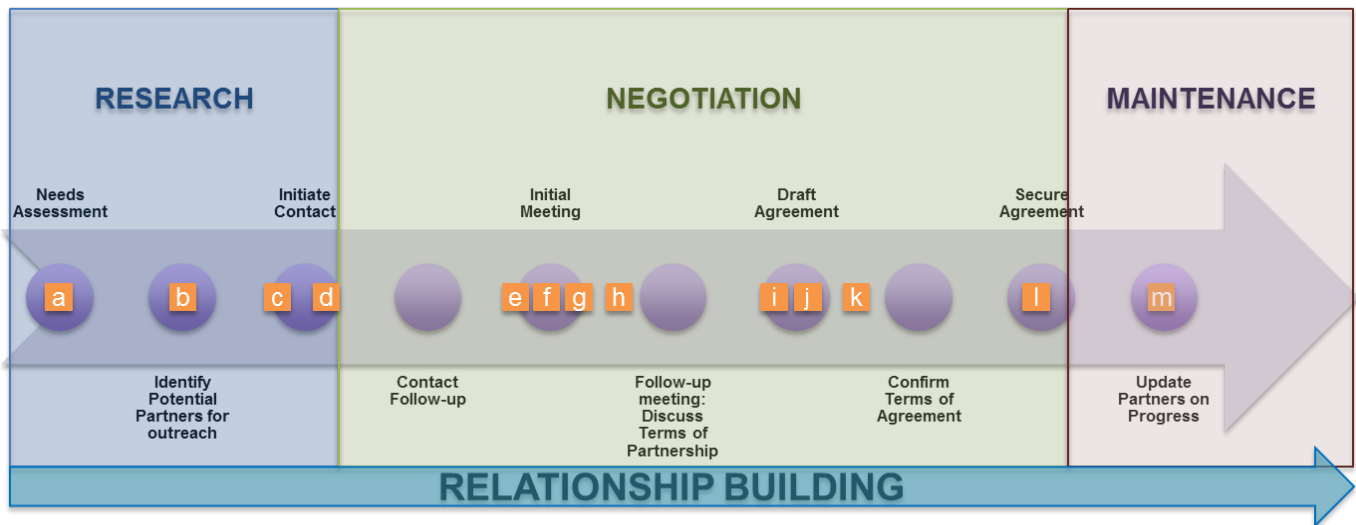 RESEARCH
NEGOTIATION
MAINTENANCE
Needs
Assessment
Initiate
Contact
Initial
Meeting
Draft
Agreement
Secure
Agreement
a
b
c
d
e
f
g
h
i
j
k
l
m
Identify
Potential
Partners for
outreach
Contact
Follow-up
Follow-up
meeting:
Discuss
Terms of
Partnership
Confirm
Terms of
Agreement
Update
Partners on
Progress
RELATIONSHIP BUILDING